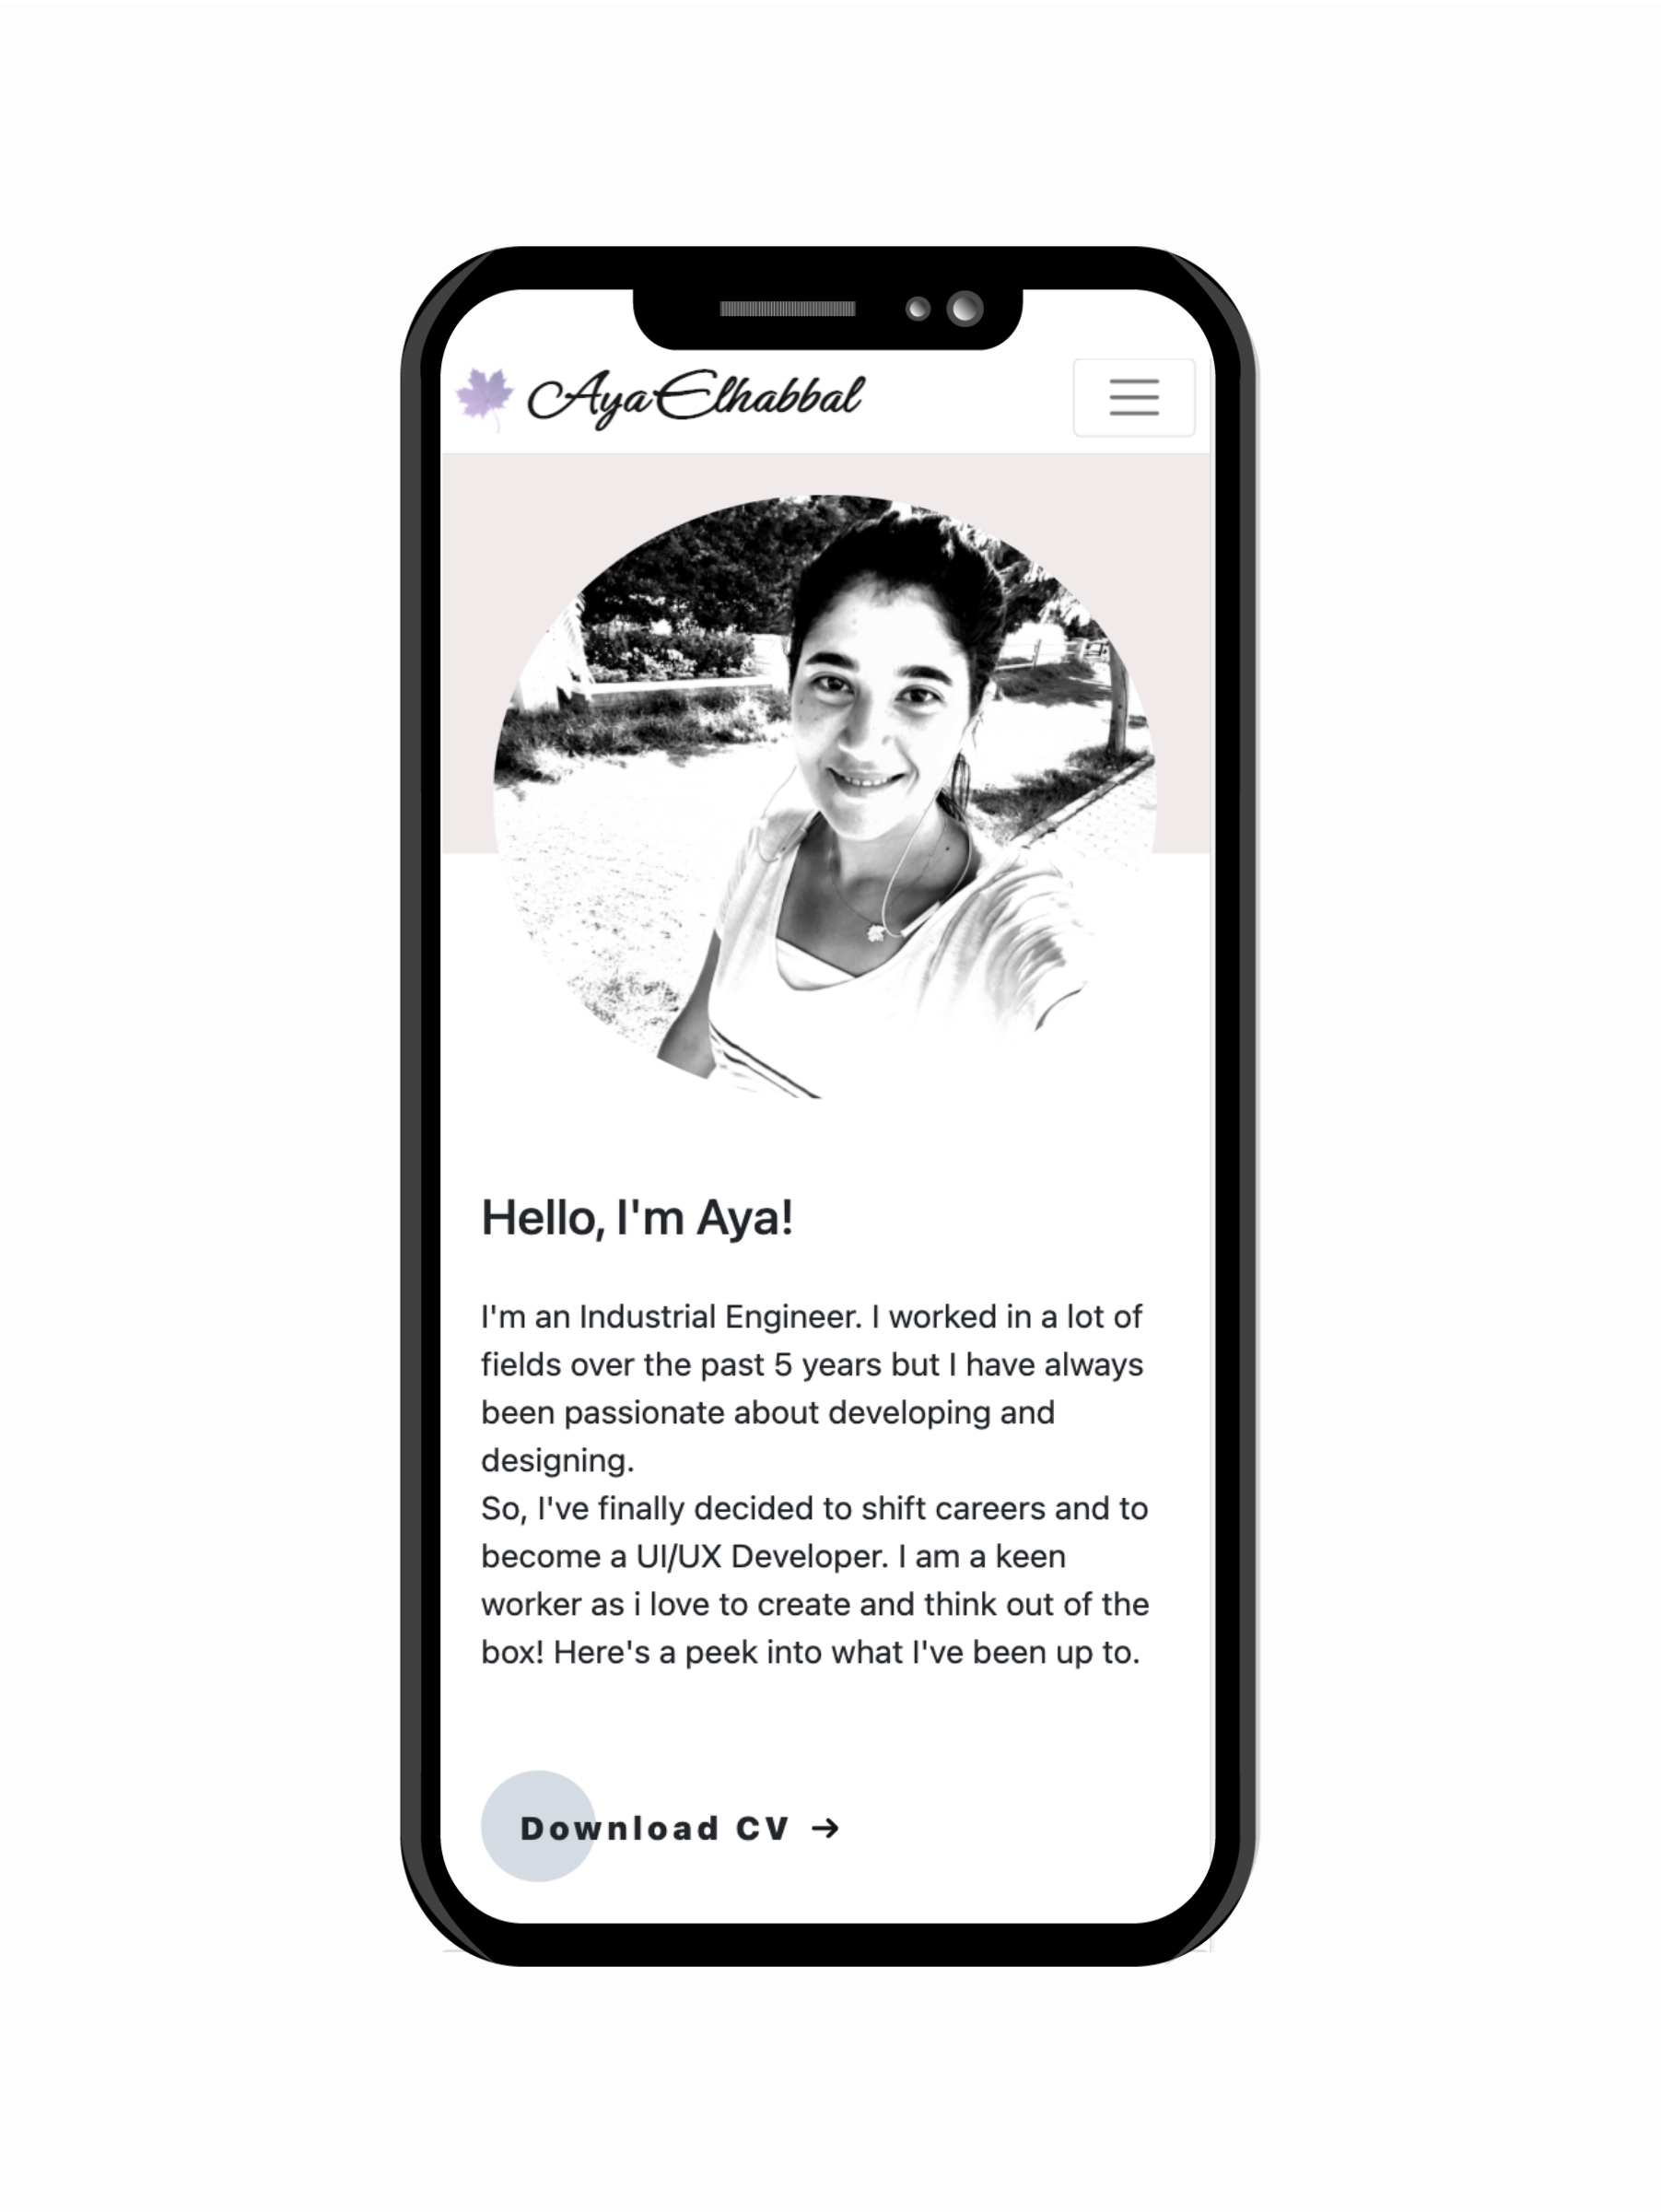 Aya Elhabbal
Hello, I'm Aya!
I'm an Industrial Engineer. I worked in a lot of
fields over the past 5 years but I have always
been passionate about developing and
designing.
So, I've finally decided to shift careers and to
become a UI/UX Developer. I am a keen
worker as i love to create and think out of the
box! Here's a peek into what I've been up to.
Download CV →